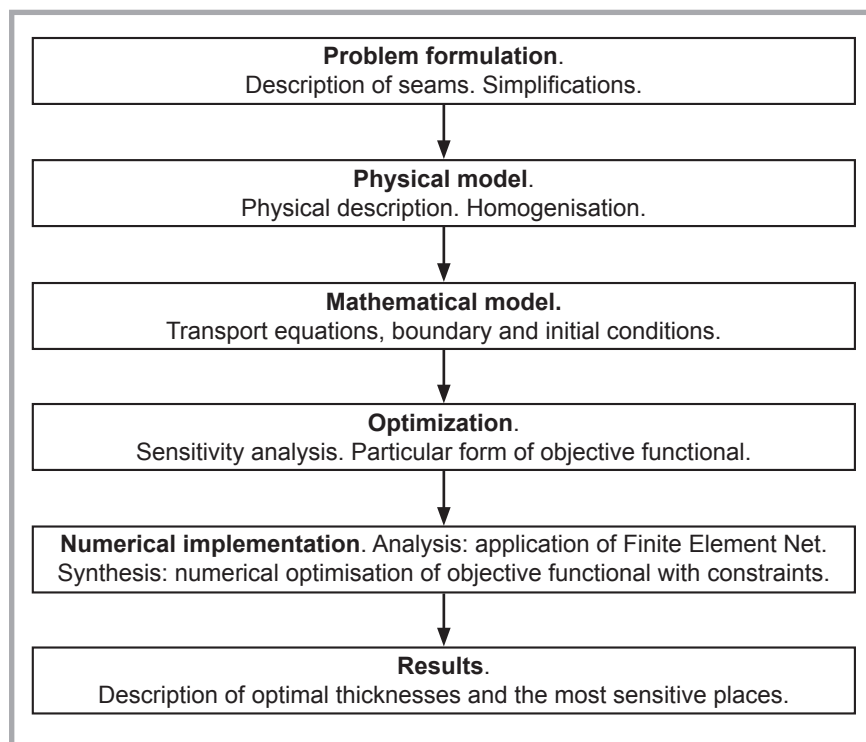 Problem formulation.
Description of seams. Simplifications.
Physical model.
Physical description. Homogenisation.
Mathematical model.
Transport equations, boundary and initial conditions.
Optimization.
Sensitivity analysis. Particular form of objective functional.
Numerical implementation. Analysis: application of Finite Element Net.
Synthesis: numerical optimisation of objective functional with constraints.
Results.
Description of optimal thicknesses and the most sensitive places.